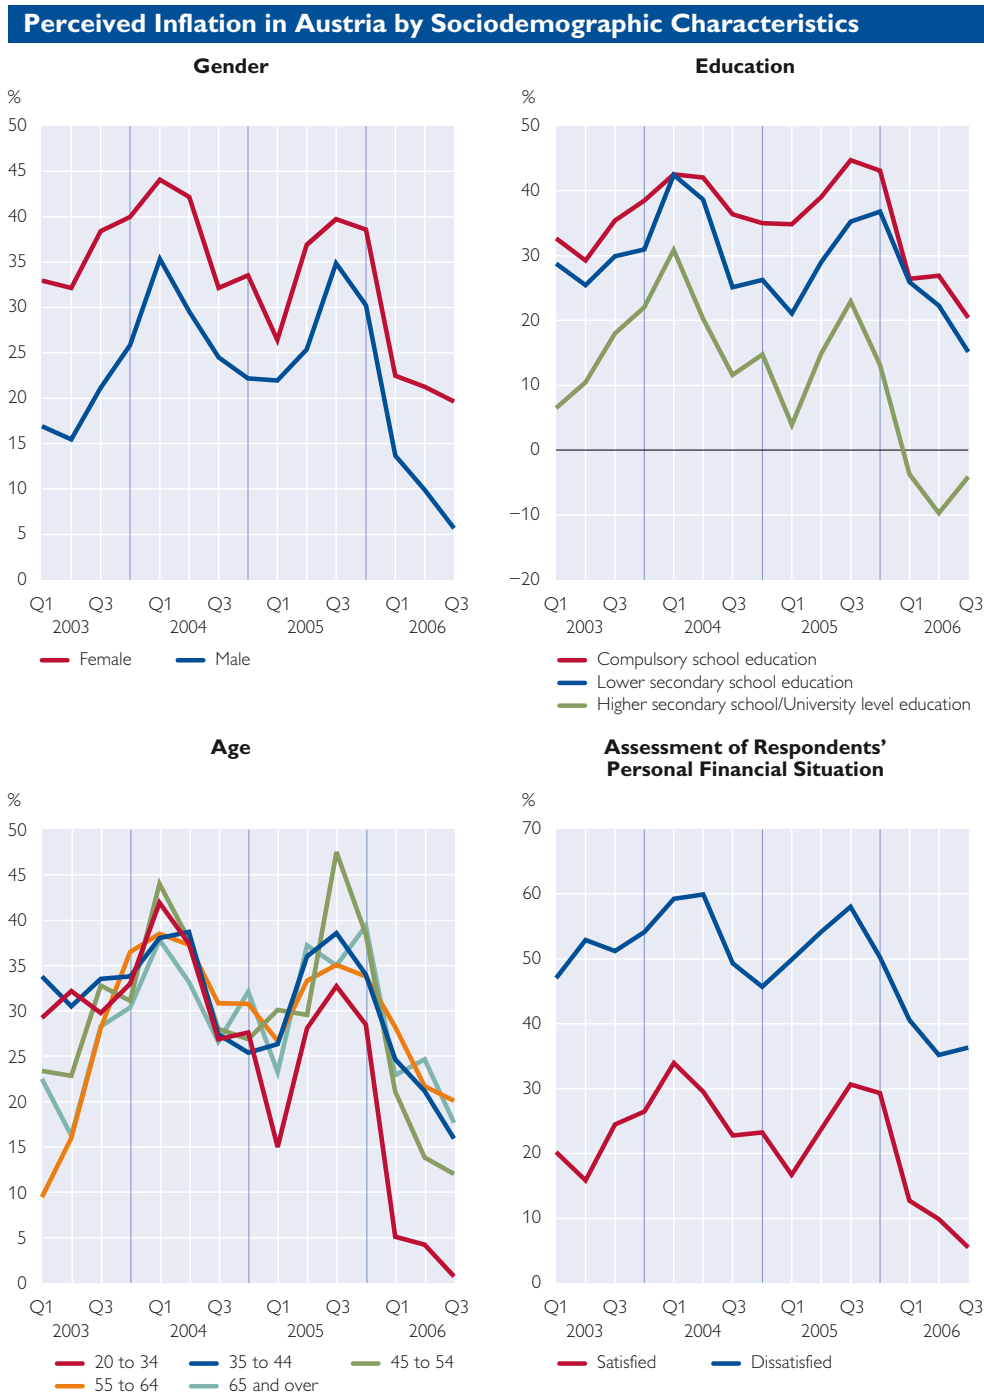 Perceived Inflation in Austria by Sociodemographic Characteristics
Gender
%
50
45
40
35
30
25
20
15
10
5
0
Q1 Q3 Q1 Q3 Q1 Q3 Q1 Q3
2003 2004 2005 2006
Female Male
Education
%
50
40
30
20
10
0
−10
−20
Q1 Q3 Q1 Q3 Q1 Q3 Q1 Q3
2003 2004 2005 2006
Compulsory school education
Lower secondary school education
Higher secondary school/University level education
Age
%
50
45
40
35
30
25
20
15
10
5
0
Q1 Q3 Q1 Q3 Q1 Q3 Q1 Q3
2003 2004 2005 2006
20 to 34 35 to 44 45 to 54
55 to 64 65 and over
Assessment of Respondents’
Personal Financial Situation
%
70
60
50
40
30
20
10
0
Q1 Q3 Q1 Q3 Q1 Q3 Q1 Q3
2003 2004 2005 2006
Satisfied Dissatisfied